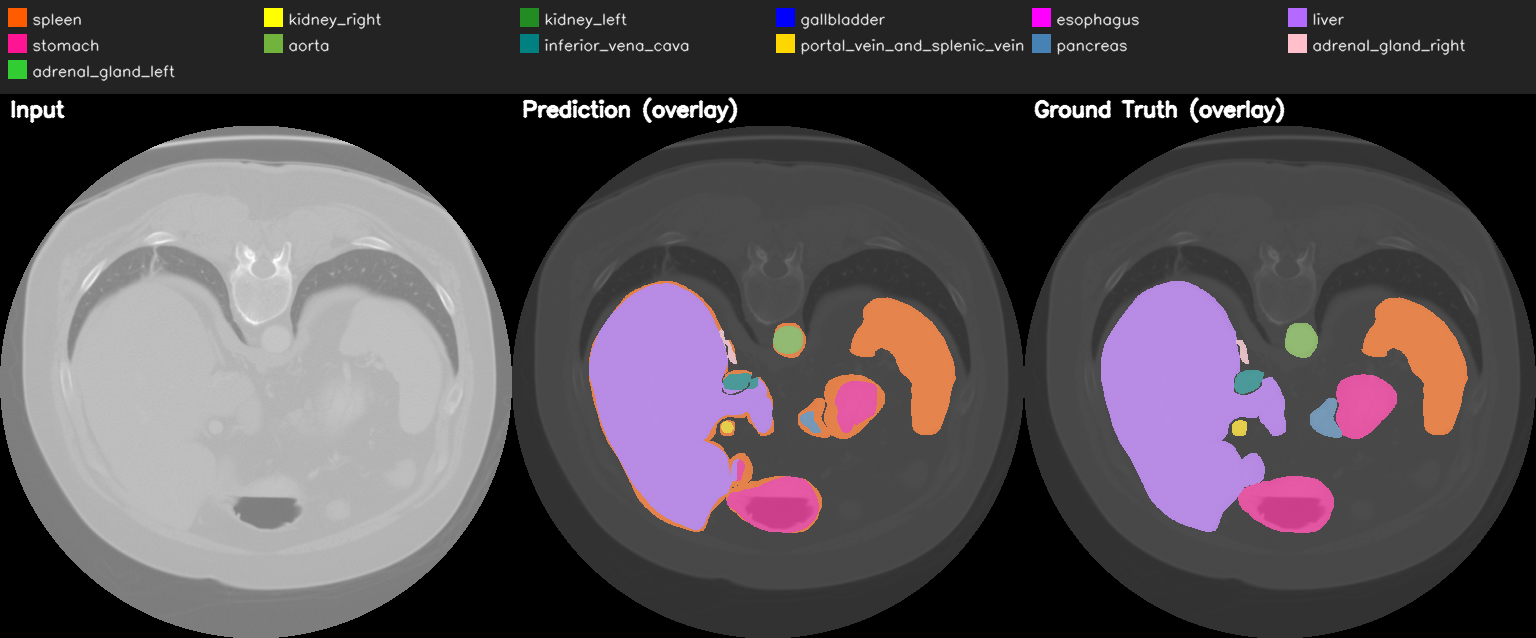 spleen kidney_right kidney_left gallbladder esophagus liver
stomach aorta inferior_vena_cava portal_vein_and_splenic_vein pancreas adrenal_gland_right
adrenal_gland_left
Input Prediction (overlay) Ground Truth (overlay)